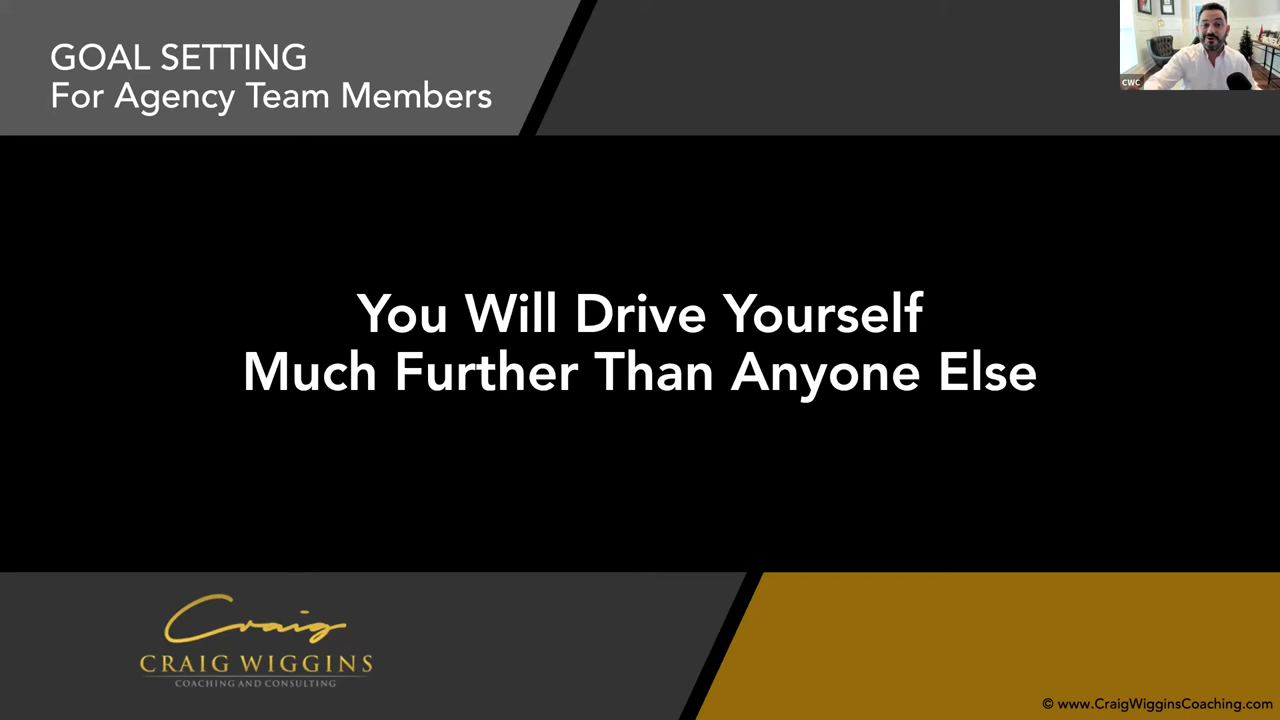 GOAL SETTING
For Agency Team Members
CWC
You Will Drive Yourself
Much Further Than Anyone Else
Craig
CRAIG WIGGINS
COACHING AND CONSULTING
© www.CraigWigginsCoaching.com